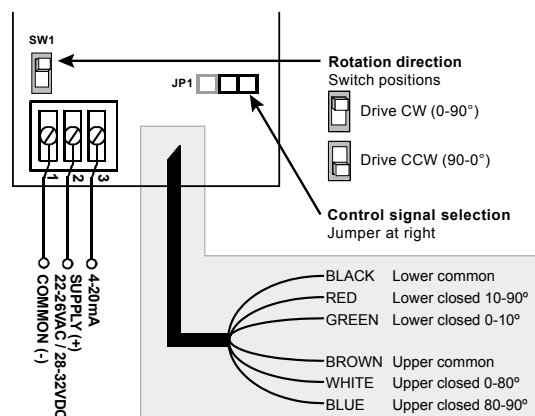 SW1
JP1
Rotation direction
Switch positions
Drive CW (0-90°)
Drive CCW (90-0°)
Control signal selection
Jumper at right
1
2
3
COMMON (-)
22-26VAC / 28-32VDC
SUPPLY (+)
4-20mA
BLACK Lower common
RED Lower closed 10-90º
GREEN Lower closed 0-10º
BROWN Upper common
WHITE Upper closed 0-80º
BLUE Upper closed 80-90º